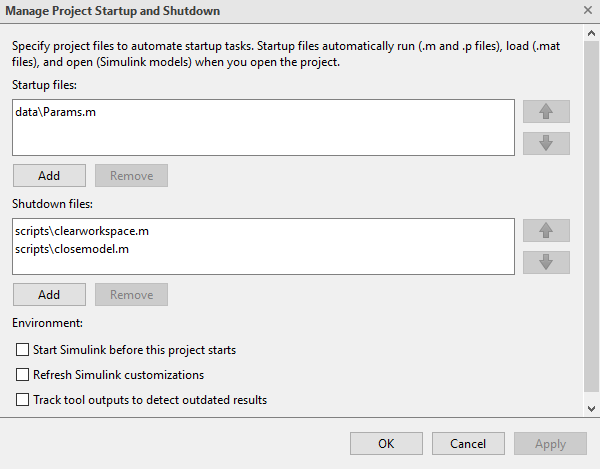 Manage Project Startup and Shutdown
Specify project files to automate startup tasks. Startup files automatically run (.m and .p files), load (.mat
files), and open (Simulink models) when you open the project.
Startup files:
data\Params.m
Add
Remove
Shutdown files:
scripts\clearworkspace.m
scripts\closemodel.m
Add
Remove
Environment:
Start Simulink before this project starts
Refresh Simulink customizations
Track tool outputs to detect outdated results
OK
Cancel
Apply